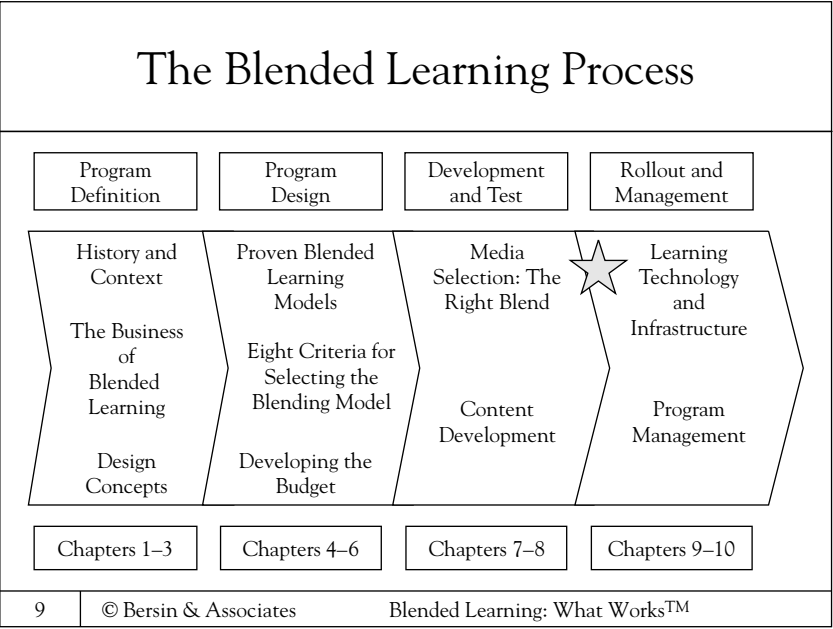 The Blended Learning Process
Program
Definition
Program
Design
Development
and Test
Rollout and
Management
History and
Context
The Business
of
Blended
Learning
Design
Concepts
Proven Blended
Learning
Models
Eight Criteria for
Selecting the
Blending Model
Developing the
Budget
Media
Selection: The
Right Blend
Content
Development
Learning
Technology
and
Infrastructure
Program
Management
Chapters 1–3
Chapters 4–6
Chapters 7–8
Chapters 9–10
9
© Bersin & Associates
Blended Learning: What Works™